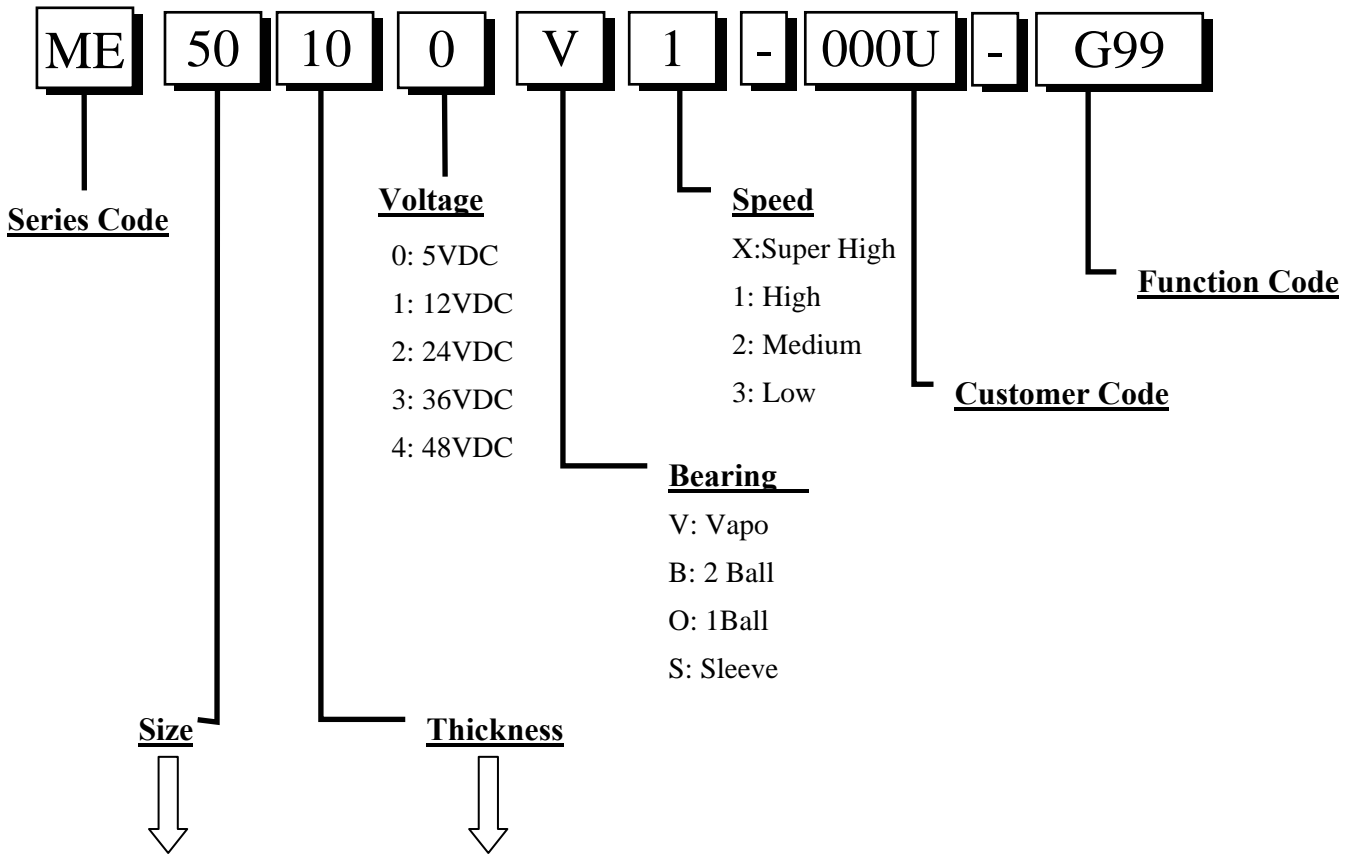 ME 50 10 0 V 1 - 000U - G99
Series Code
Voltage
0: 5VDC
1: 12VDC
2: 24VDC
3: 36VDC
4: 48VDC
Speed
X:Super High
1: High
2: Medium
3: Low
Function Code
Customer Code
Bearing
V: Vapo
B: 2 Ball
O: 1Ball
S: Sleeve
Size
Thickness